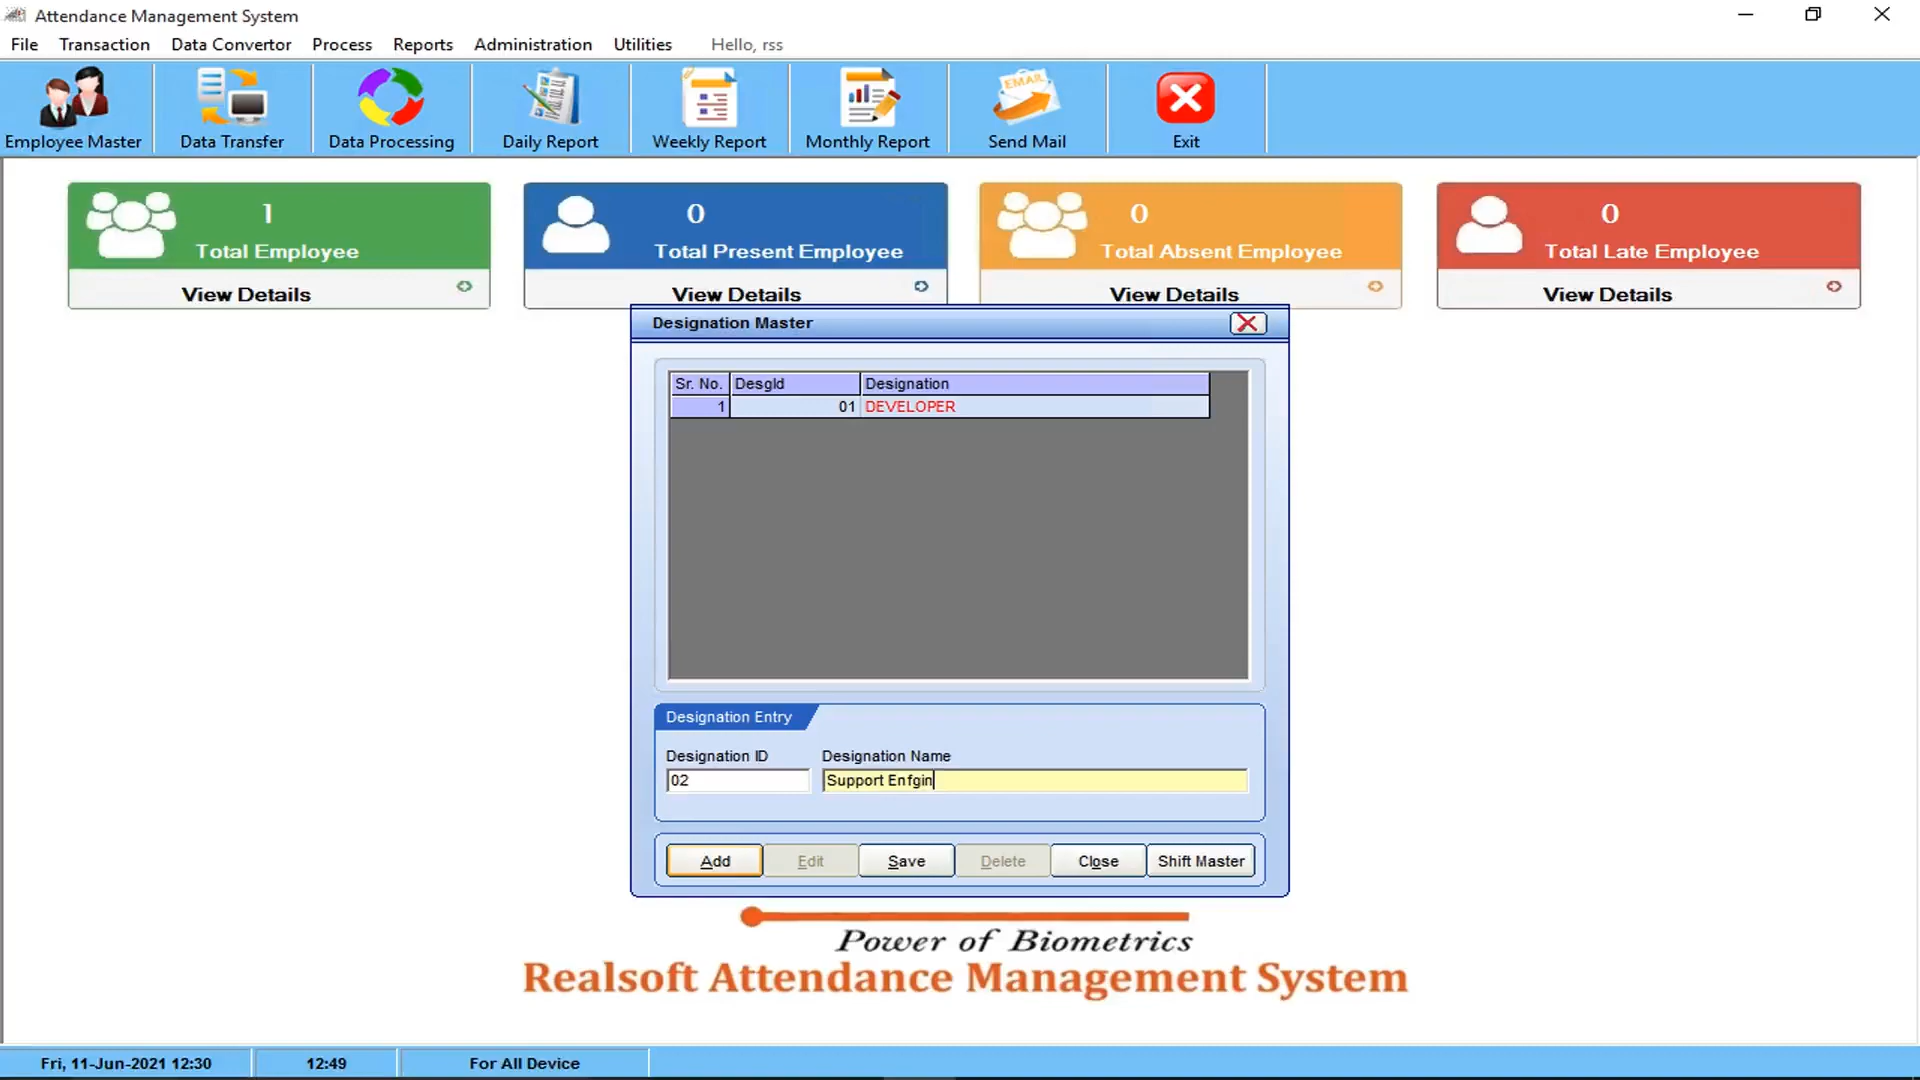 Attendance Management System
File Transaction Data Convertor Process Reports Administration Utilities Hello, rss
EMAIL
Employee Master Data Transfer Data Processing Daily Report Weekly Report Monthly Report Send Mail Exit
1 0 0 0
Total Employee Total Present Employee Total Absent Employee Total Late Employee
View Details View Details View Details View Details
Designation Master
Sr. No. DesgId Designation
1 01 DEVELOPER
Designation Entry
Designation ID Designation Name
02 Support Enfgin
Add Edit Save Delete Close Shift Master
Power of Biometrics
Realsoft Attendance Management System
Fri, 11-Jun-2021 12:30 12:49 For All Device